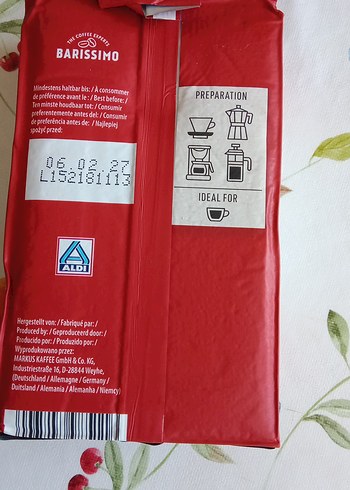 THE COFFEE EXPERTS
BARISSIMO
Mindestens haltbar bis: / À consommer
de préférence avant le : / Best before: /
Ten minste houdbaar tot: / Consumir
preferentemente antes del: / Consumir
de preferência antes de: / Najlepiej
spożyć przed:
06.02.27
L152181113
PREPARATION
IDEAL FOR
ALDI
Hergestellt von: / Fabriqué par: /
Produced by: / Geproduceerd door: /
Producido por: / Produzido por: /
Wyprodukowano przez:
MARKUS KAFFEE GmbH & Co. KG,
Industriestraße 16, D-28844 Weyhe,
(Deutschland / Allemagne / Germany /
Duitsland / Alemania / Alemanha / Niemcy)